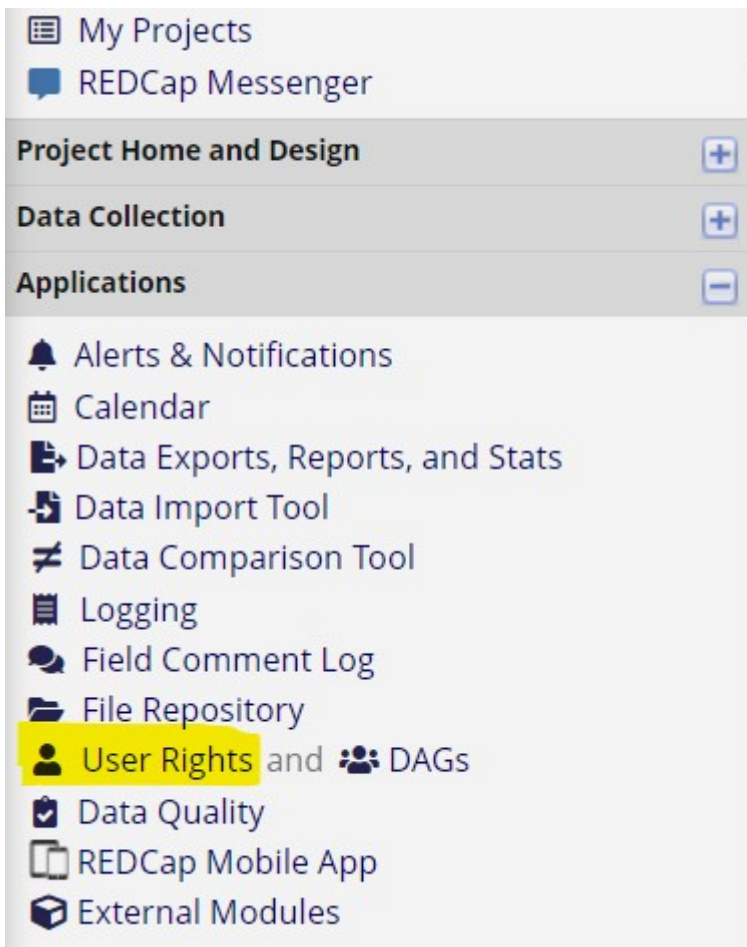 My Projects
REDCap Messenger
Project Home and Design
Data Collection
Applications
Alerts & Notifications
Calendar
Data Exports, Reports, and Stats
Data Import Tool
Data Comparison Tool
Logging
Field Comment Log
File Repository
User Rights and DAGs
Data Quality
REDCap Mobile App
External Modules